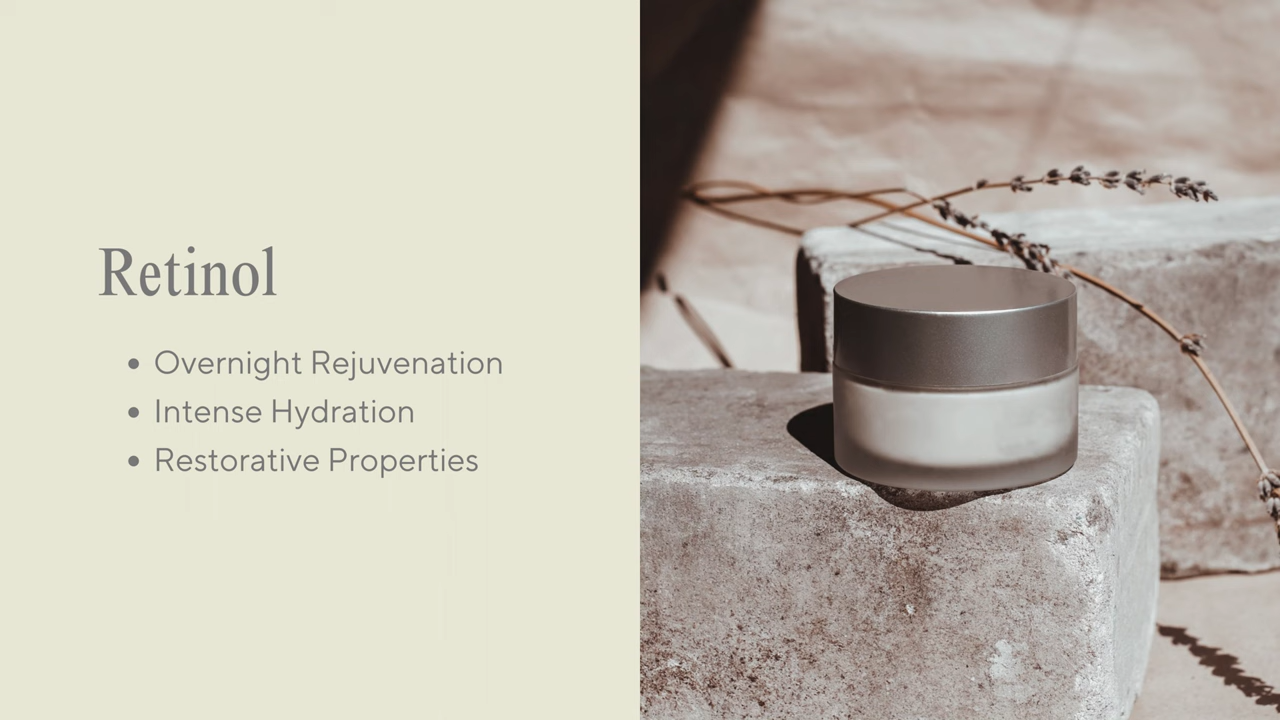 Retinol
• Overnight Rejuvenation
• Intense Hydration
• Restorative Properties